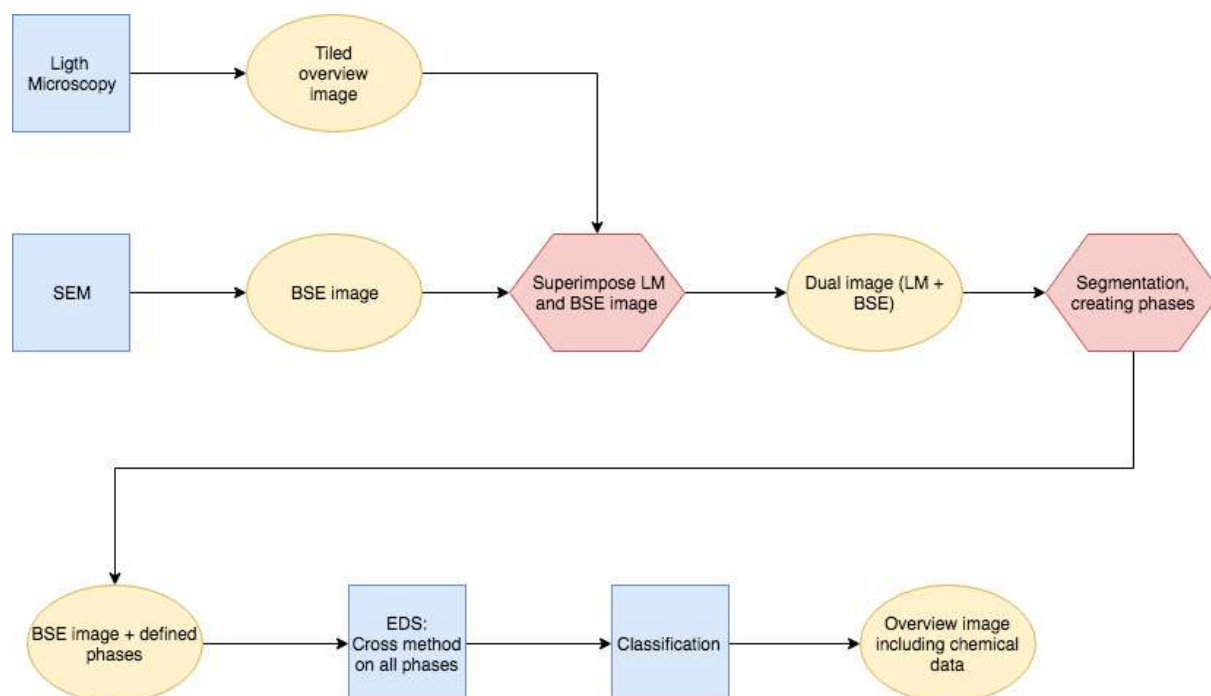 Ligth
Microscopy
Tiled
overview
image
SEM
BSE image
Superimpose LM
and BSE image
Dual image (LM +
BSE)
Segmentation,
creating phases
BSE image + defined
phases
EDS:
Cross method
on all phases
Classification
Overview image
including chemical
data